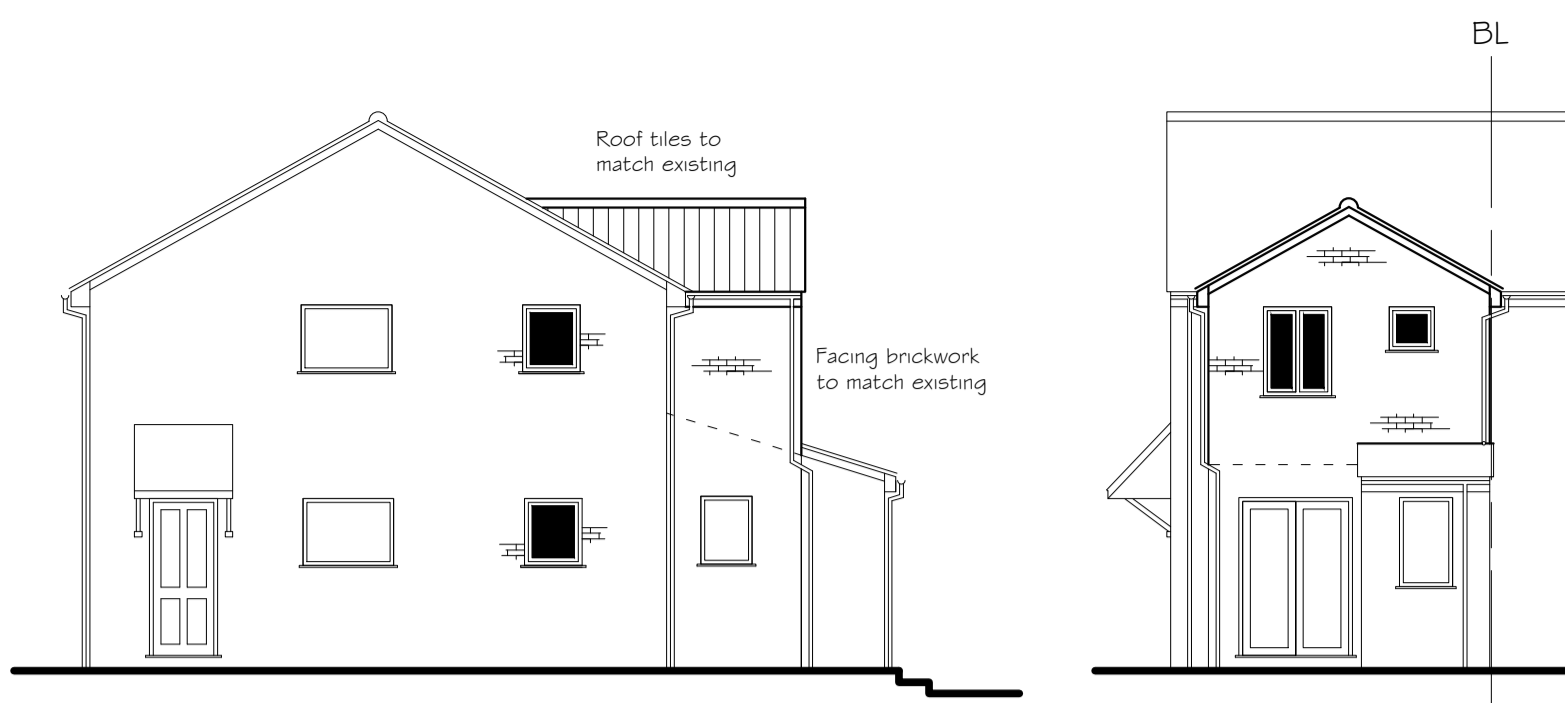 BL
Roof tiles to
match existing
Facing brickwork
to match existing